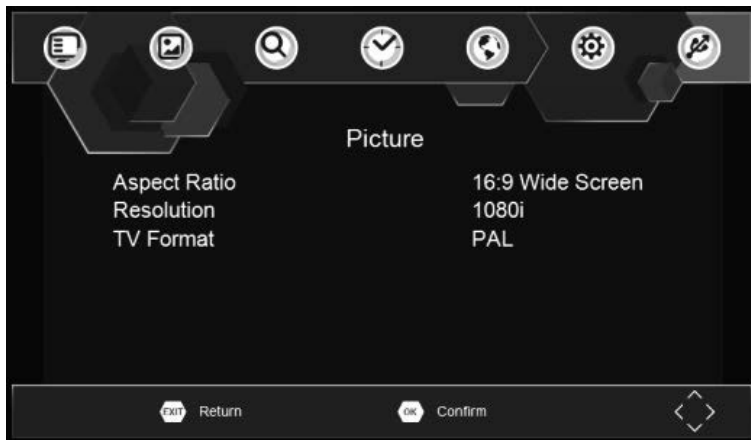 Picture
Aspect Ratio 16:9 Wide Screen
Resolution 1080i
TV Format PAL
EXIT Return OK Confirm